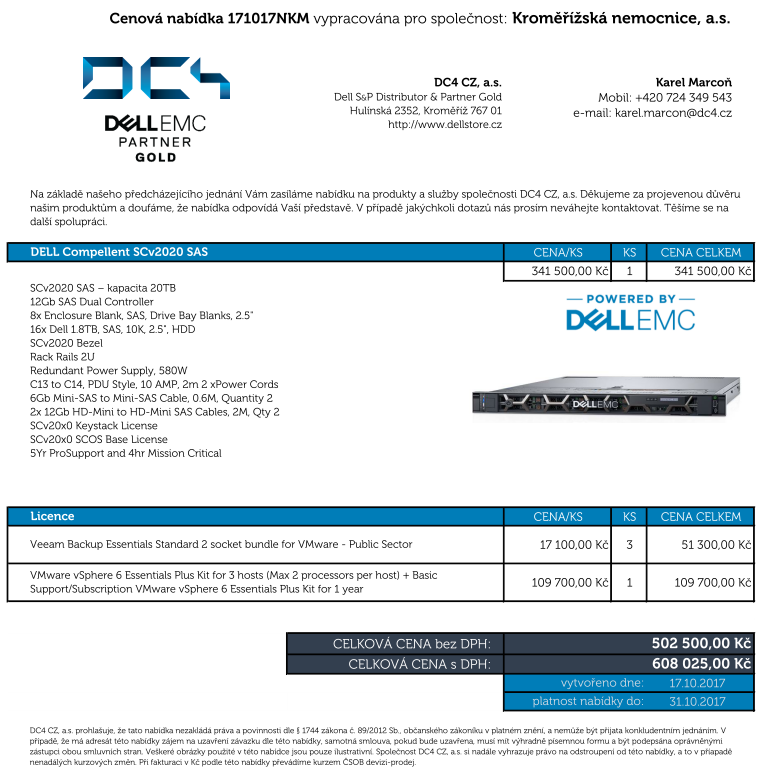 Cenová nabídka 171017NKM vypracována pro společnost: Kroměřížská nemocnice, a.s.
DC4
DELLEMC
PARTNER
GOLD
DC4 CZ, a.s.
Dell S&P Distributor & Partner Gold
Hulínská 2352, Kroměříž 767 01
http://www.dellstore.cz
Karel Marcoň
Mobil: +420 724 349 543
e-mail: karel.marcon@dc4.cz
Na základě našeho předcházejícího jednání Vám zasíláme nabídku na produkty a služby společnosti DC4 CZ, a.s. Děkujeme za projevenou důvěru
našim produktům a doufáme, že nabídka odpovídá Vaší představě. V případě jakýchkoli dotazů nás prosím neváhejte kontaktovat. Těšíme se na
další spolupráci.
DELL Compellent SCv2020 SAS CENA/KS KS CENA CELKEM
341 500,00 Kč 1 341 500,00 Kč
SCv2020 SAS – kapacita 20TB
12Gb SAS Dual Controller
8x Enclosure Blank, SAS, Drive Bay Blanks, 2.5"
16x Dell 1.8TB, SAS, 10K, 2.5", HDD
SCv2020 Bezel
Rack Rails 2U
Redundant Power Supply, 580W
C13 to C14, PDU Style, 10 AMP, 2m 2 xPower Cords
6Gb Mini-SAS to Mini-SAS Cable, 0.6M, Quantity 2
2x 12Gb HD-Mini to HD-Mini SAS Cables, 2M, Qty 2
SCv20x0 Keystack License
SCv20x0 SCOS Base License
5Yr ProSupport and 4hr Mission Critical
POWERED BY
DELLEMC
DELLEMC
Licence CENA/KS KS CENA CELKEM
Veeam Backup Essentials Standard 2 socket bundle for VMware - Public Sector 17 100,00 Kč 3 51 300,00 Kč
VMware vSphere 6 Essentials Plus Kit for 3 hosts (Max 2 processors per host) + Basic
Support/Subscription VMware vSphere 6 Essentials Plus Kit for 1 year 109 700,00 Kč 1 109 700,00 Kč
CELKOVÁ CENA bez DPH: 502 500,00 Kč
CELKOVÁ CENA s DPH: 608 025,00 Kč
vytvořeno dne: 17.10.2017
platnost nabídky do: 31.10.2017
DC4 CZ, a.s. prohlašuje, že tato nabídka nezakládá práva a povinnosti dle § 1744 zákona č. 89/2012 Sb., občanského zákoníku v platném znění, a nemůže být přijata konkludentním jednáním. V
případě, že má adresát této nabídky zájem na uzavření závazku dle této nabídky, samotná smlouva, pokud bude uzavřena, musí mít výhradně písemnou formu a být podepsána oprávněnými
zástupci obou smluvních stran. Veškeré obrázky použité v této nabídce jsou pouze ilustrativní. Společnost DC4 CZ, a.s. si nadále vyhrazuje právo na odstroupení od této nabídky, a to v případě
nenadálých kurzových změn. Při fakturaci v Kč podle této nabídky převádíme kurzem ČSOB devizi-prodej.